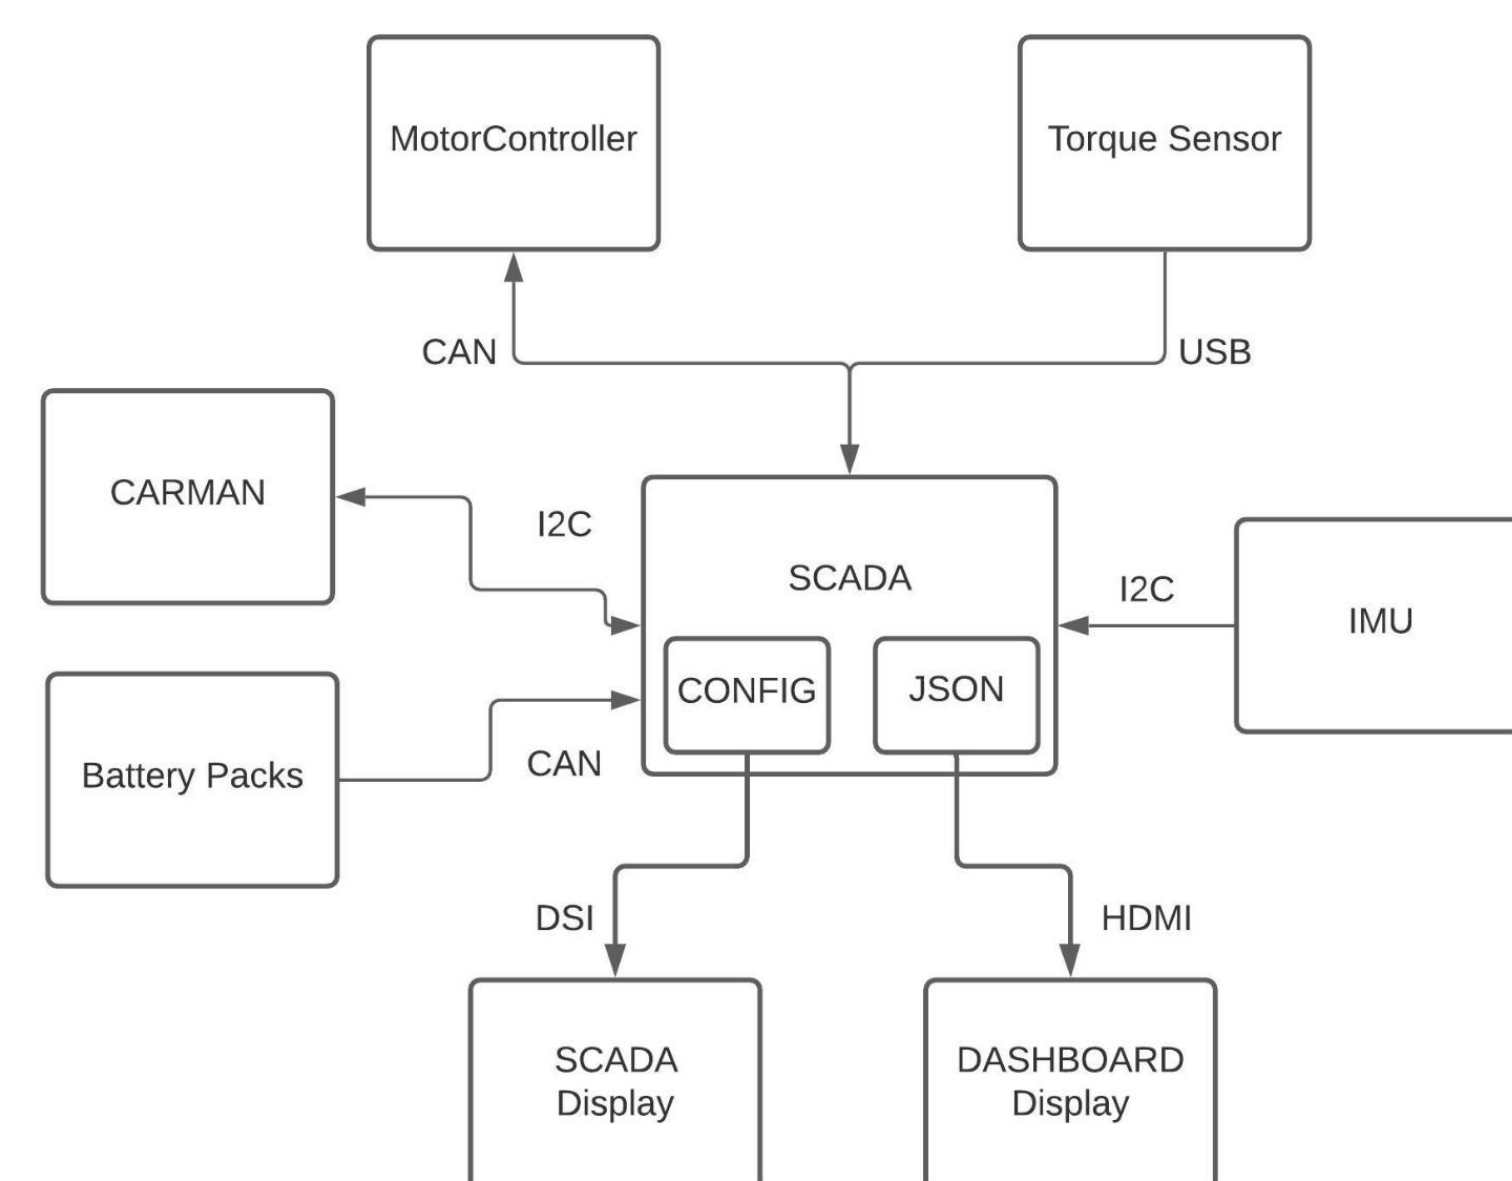 MotorController
Torque Sensor
CAN
USB
CARMAN
I2C
SCADA
I2C
IMU
CONFIG
JSON
Battery Packs
CAN
DSI
HDMI
SCADA
Display
DASHBOARD
Display